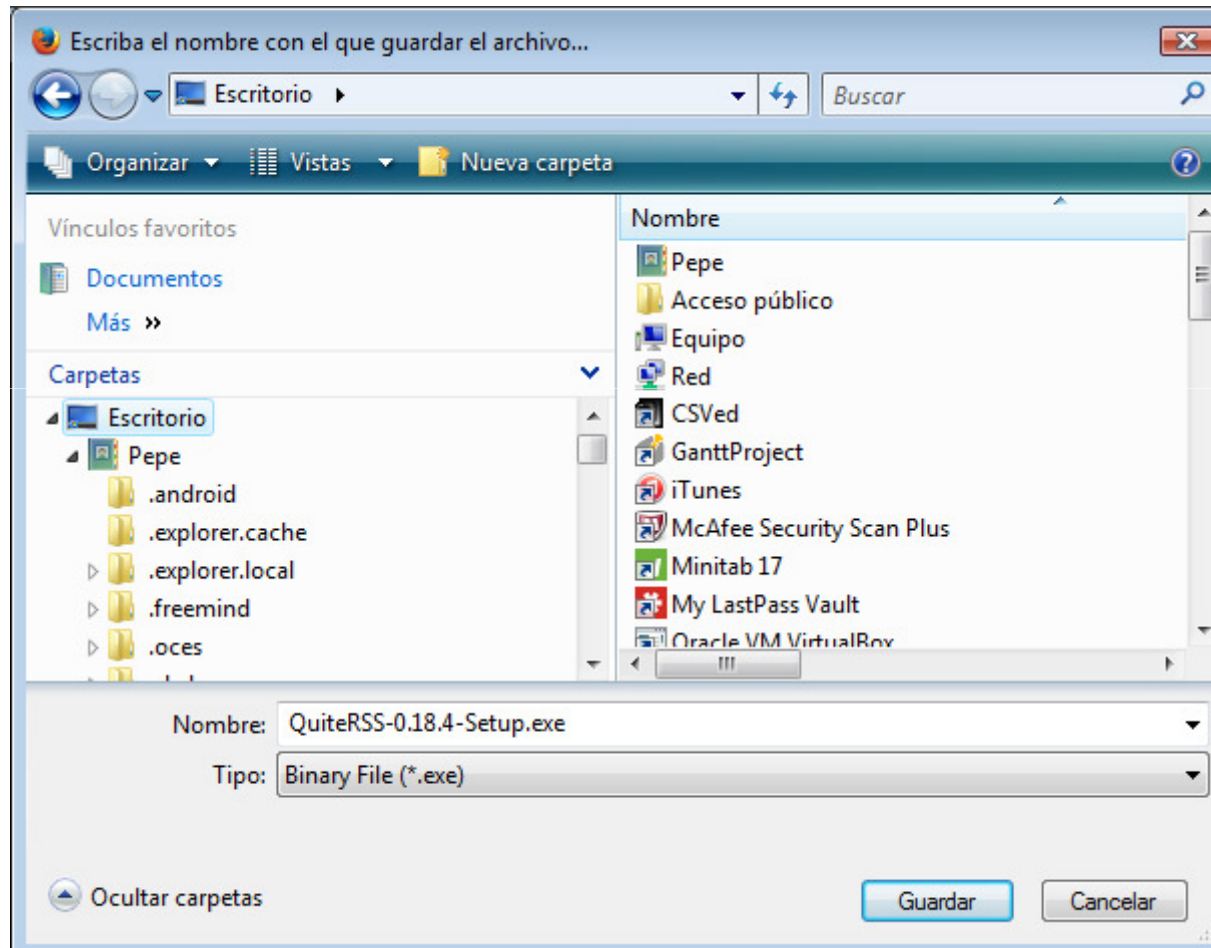 Escriba el nombre con el que guardar el archivo...
Escritorio
Buscar
Organizar
Vistas
Nueva carpeta
Vínculos favoritos
Documentos
Más »
Carpetas
Escritorio
Pepe
.android
.explorer.cache
.explorer.local
.freemind
.oces
Nombre
Pepe
Acceso público
Equipo
Red
CSVed
GanttProject
iTunes
McAfee Security Scan Plus
Minitab 17
My LastPass Vault
Oracle VM VirtualBox
Nombre: QuiteRSS-0.18.4-Setup.exe
Tipo: Binary File (*.exe)
Ocultar carpetas
Guardar
Cancelar